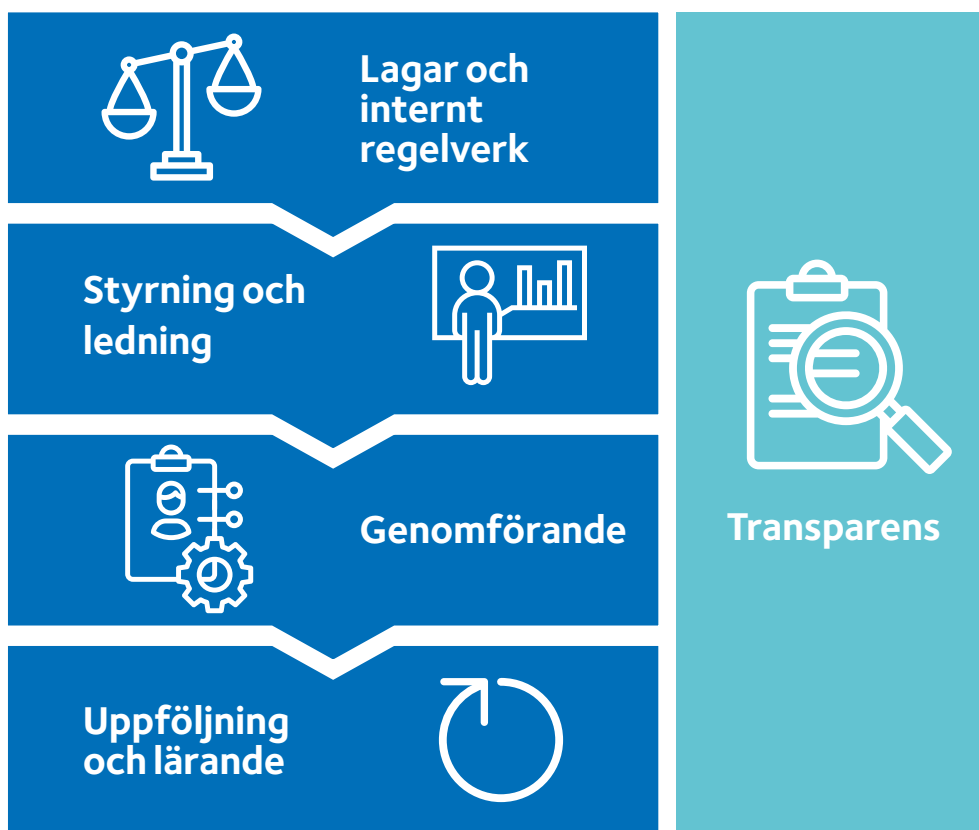 Lagar och
internt
regelverk
Styrning och
ledning
Genomförande
Uppföljning
och lärande
Transparens